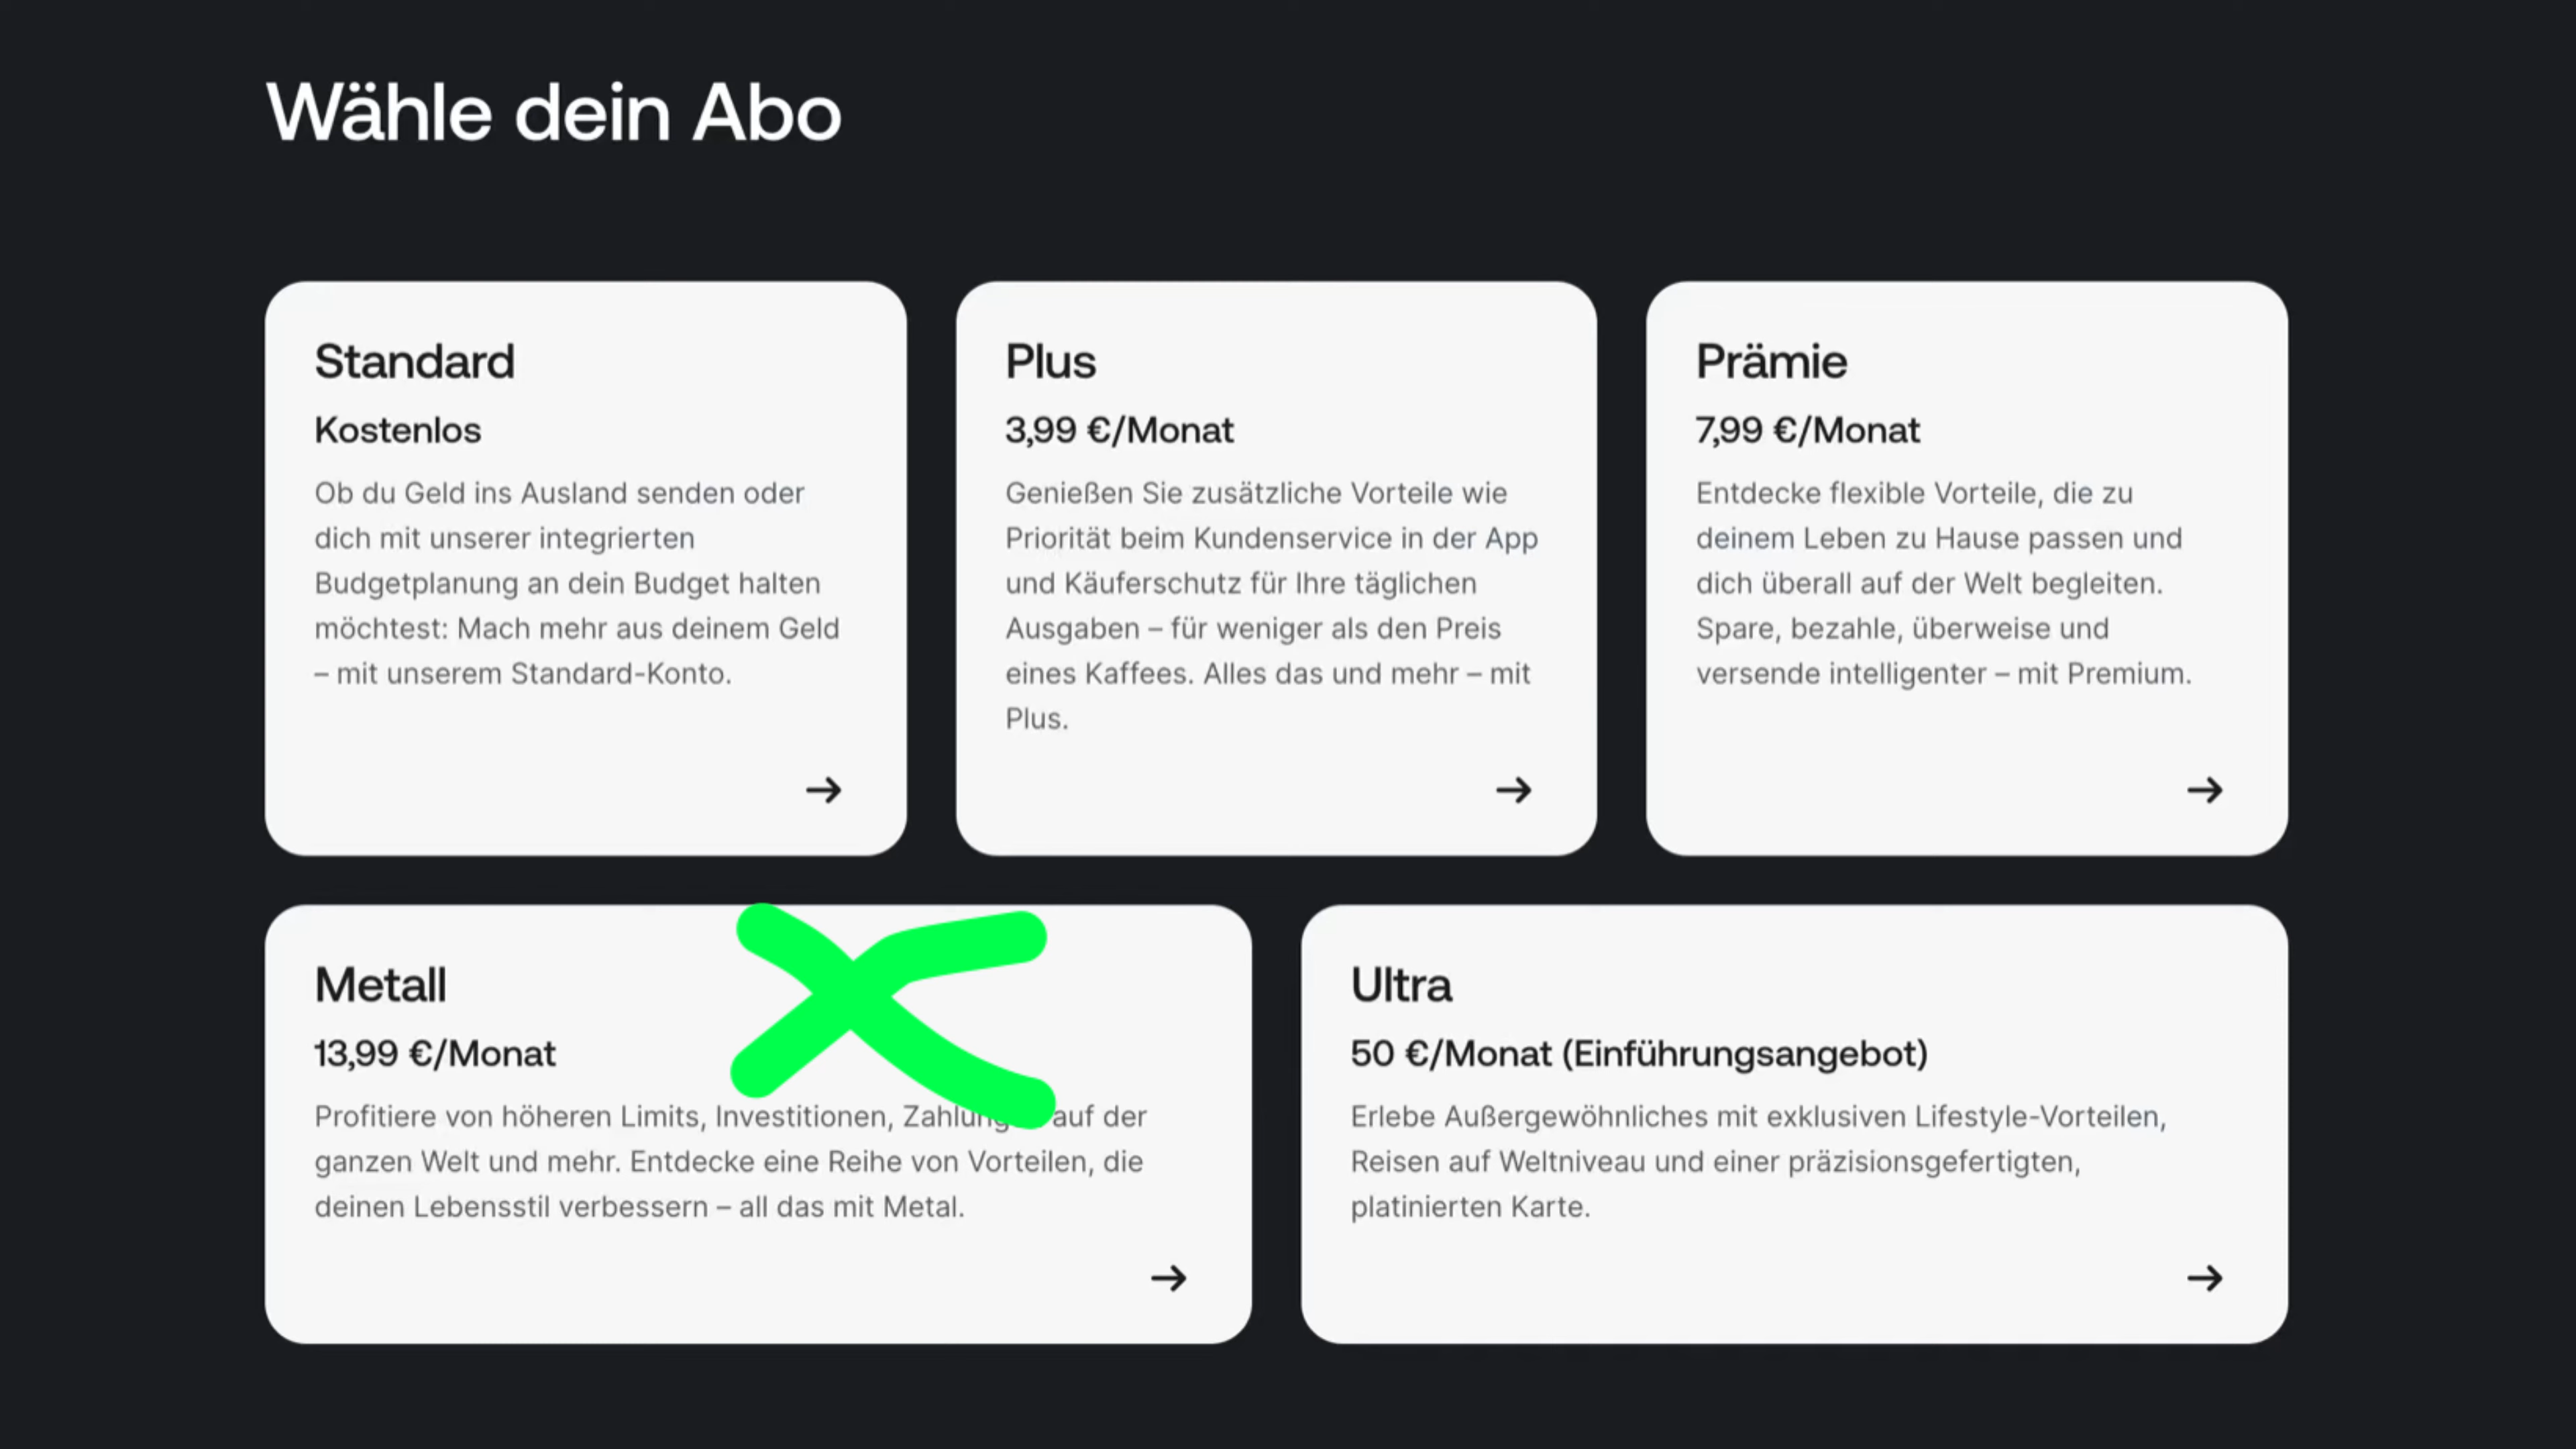 Wähle dein Abo
Standard
Kostenlos
Ob du Geld ins Ausland senden oder
dich mit unserer integrierten
Budgetplanung an dein Budget halten
möchtest: Mach mehr aus deinem Geld
– mit unserem Standard-Konto.
Plus
3,99 €/Monat
Genießen Sie zusätzliche Vorteile wie
Priorität beim Kundenservice in der App
und Käuferschutz für Ihre täglichen
Ausgaben – für weniger als den Preis
eines Kaffees. Alles das und mehr – mit
Plus.
Prämie
7,99 €/Monat
Entdecke flexible Vorteile, die zu
deinem Leben zu Hause passen und
dich überall auf der Welt begleiten.
Spare, bezahle, überweise und
versende intelligenter – mit Premium.
Metall
13,99 €/Monat
Profitiere von höheren Limits, Investitionen, auf der
ganzen Welt und mehr. Entdecke eine Reihe von Vorteilen, die
deinen Lebensstil verbessern – all das mit Metal.
Ultra
50 €/Monat (Einführungsangebot)
Erlebe Außergewöhnliches mit exklusiven Lifestyle-Vorteilen,
Reisen auf Weltniveau und einer präzisionsgefertigten,
platinierten Karte.